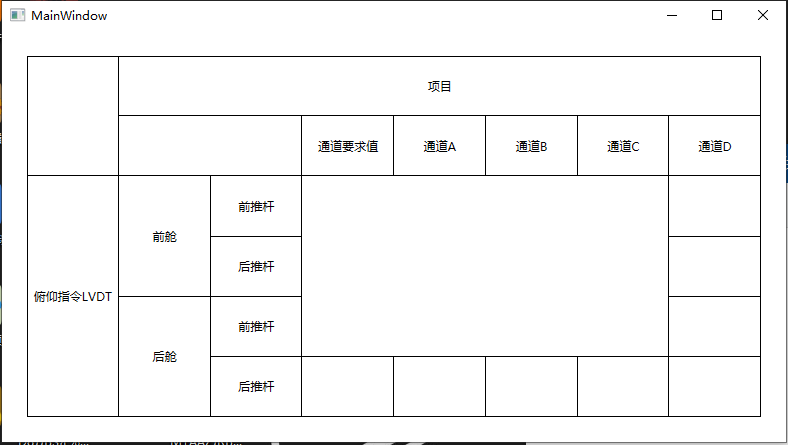 MainWindow
项目
通道要求值 通道A 通道B 通道C 通道D
前推杆
前舱
后推杆
俯仰指令LVDT
前推杆
后舱
后推杆